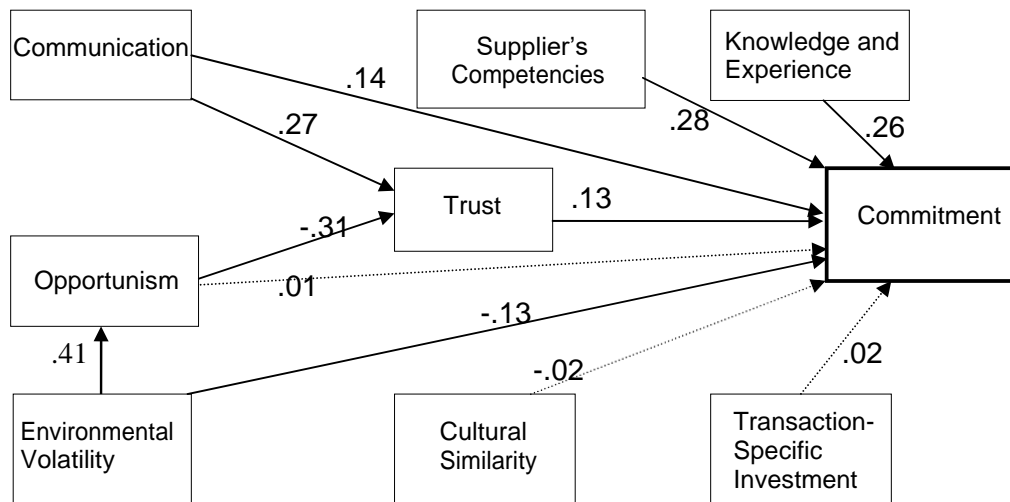 Communication
Supplier’s
Competencies
Knowledge and
Experience
.14
.28
.26
.27
Trust
.13
Commitment
-.31
Opportunism
.01
-.13
.41
-.02
.02
Environmental
Volatility
Cultural
Similarity
Transaction-
Specific
Investment